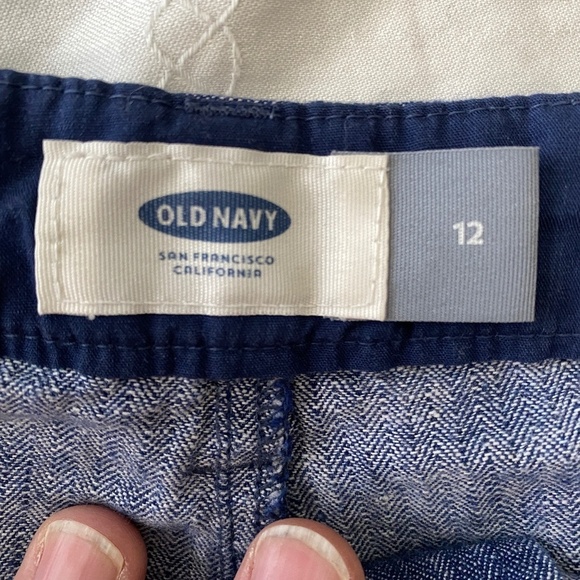 OLD NAVY
SAN FRANCISCO
CALIFORNIA
12